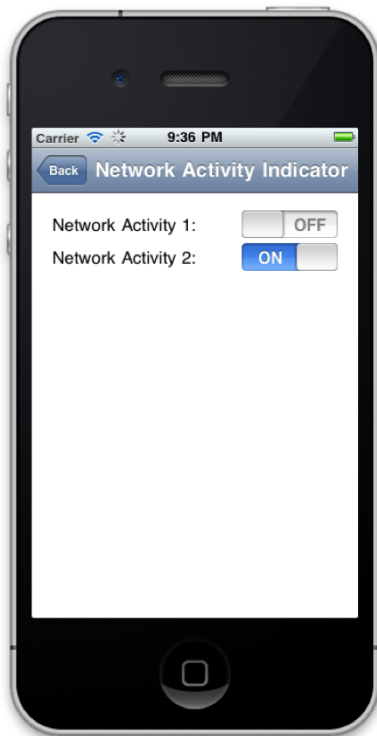 Carrier 9:36 PM
Back Network Activity Indicator
Network Activity 1: OFF
Network Activity 2: ON